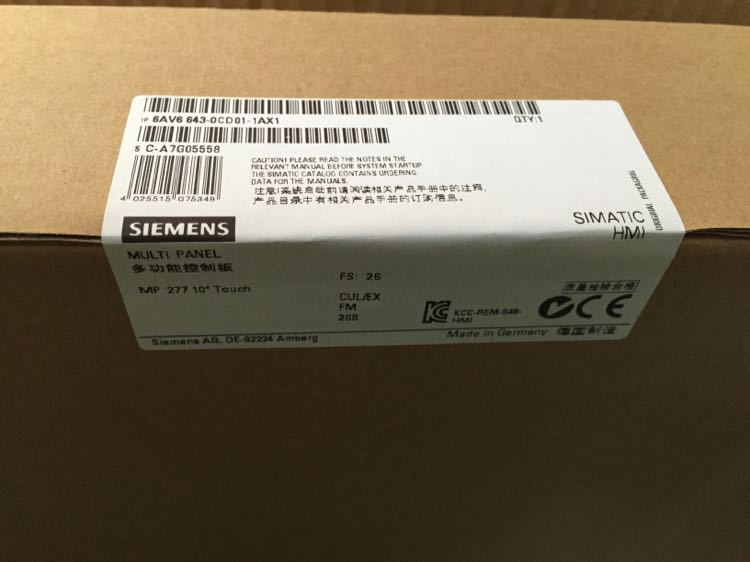 1P 6AV6 643-0CD01-1AX1
QTY:1
S C-A7G05558
4 025515 075349
CAUTION! PLEASE READ THE NOTES IN THE
RELEVANT MANUAL BEFORE SYSTEM STARTUP
THE SIMATIC CATALOG CONTAINS ORDERING
DATA FOR THE MANUALS.
注意!系统启动前请阅读相关产品手册中的注释,
产品目录中有相关产品手册的订购信息。
SIMATIC
HMI
ORIGINAL PACKAGING
SIEMENS
MULTI PANEL
多功能控制板
MP 277 10" Touch
FS: 26
CUL/EX
FM
268
KCC-REM-S49-
HMI
质量检验合格
CE
Made in Germany 德国制造
Siemens AG, DE-92224 Amberg